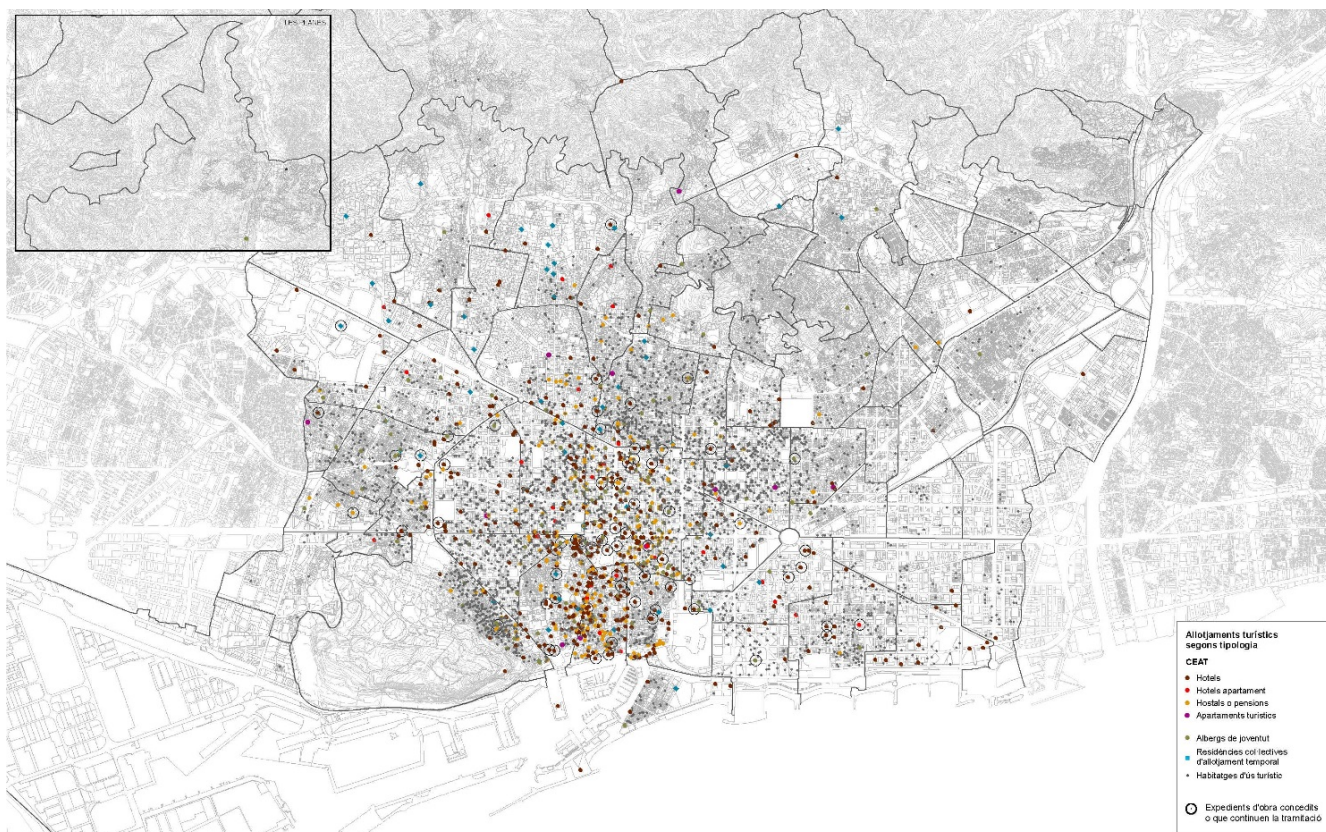 LES PLANES
Allotjaments turístics
segons tipologia
CEAT
Hotels
Hotels apartament
Hostals o pensions
Apartaments turístics
Albergs de joventut
Residències col·lectives
d'allotjament temporal
Habitatges d'ús turístic
Expedients d'obra concedits
o que continuen la tramitació